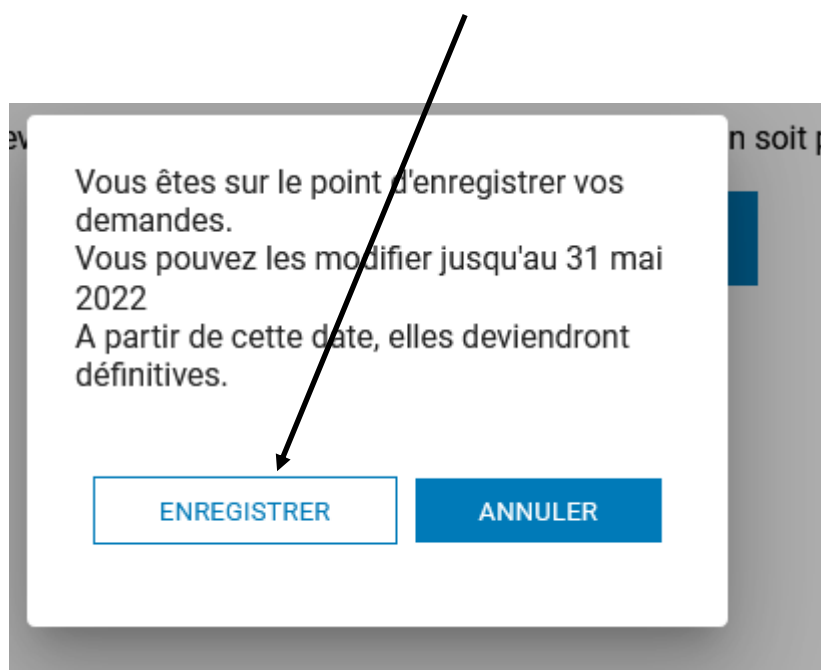 n soit
Vous êtes sur le point d'enregistrer vos
demandes.
Vous pouvez les modifier jusqu'au 31 mai
2022
A partir de cette date, elles deviendront
définitives.
ENREGISTRER
ANNULER